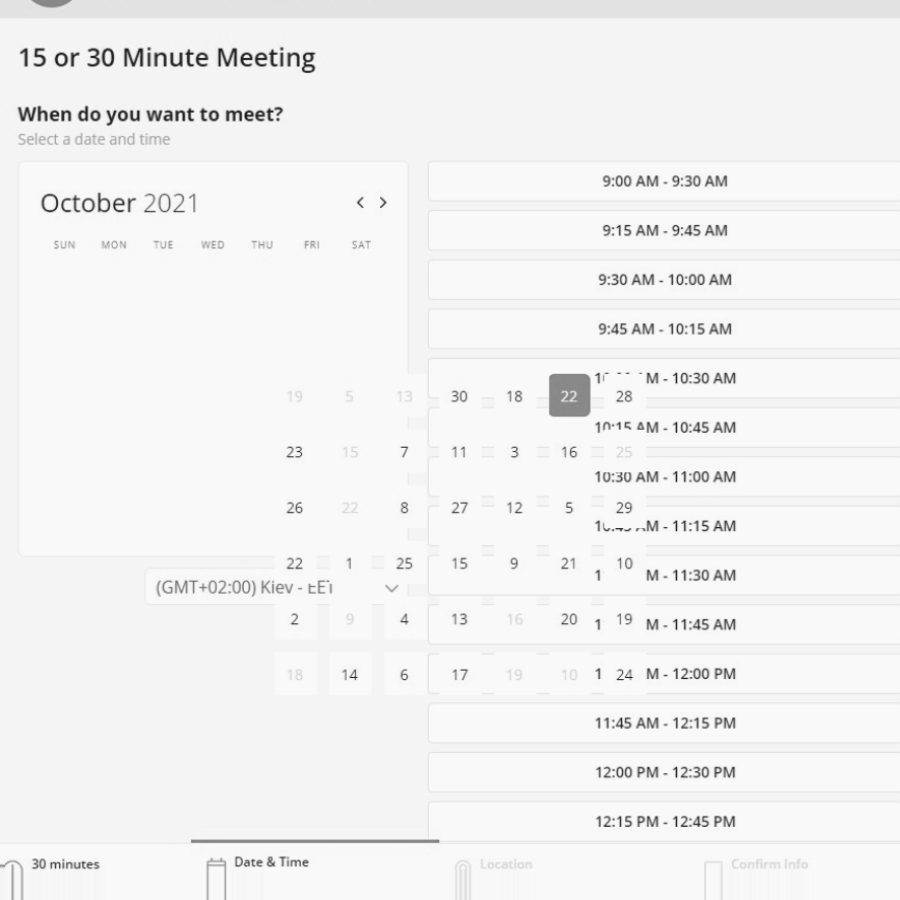 15 or 30 Minute Meeting
When do you want to meet?
Select a date and time
October 2021
SUN MON TUE WED THU FRI SAT
9:00 AM - 9:30 AM
9:15 AM - 9:45 AM
9:30 AM - 10:00 AM
9:45 AM - 10:15 AM
M - 10:30 AM
19 5 13 30 18 22 28
10:15 AM - 10:45 AM
23 15 7 11 3 16 25
10:30 AM - 11:00 AM
26 22 8 27 12 5 29
M - 11:15 AM
22 1 25 15 9 21 10
M - 11:30 AM
(GMT+02:00) Kiev - EET
2 9 4 13 16 20 19
M - 11:45 AM
18 14 6 17 19 10 24
M - 12:00 PM
11:45 AM - 12:15 PM
12:00 PM - 12:30 PM
12:15 PM - 12:45 PM
30 minutes
Date & Time
Location
Confirm Info